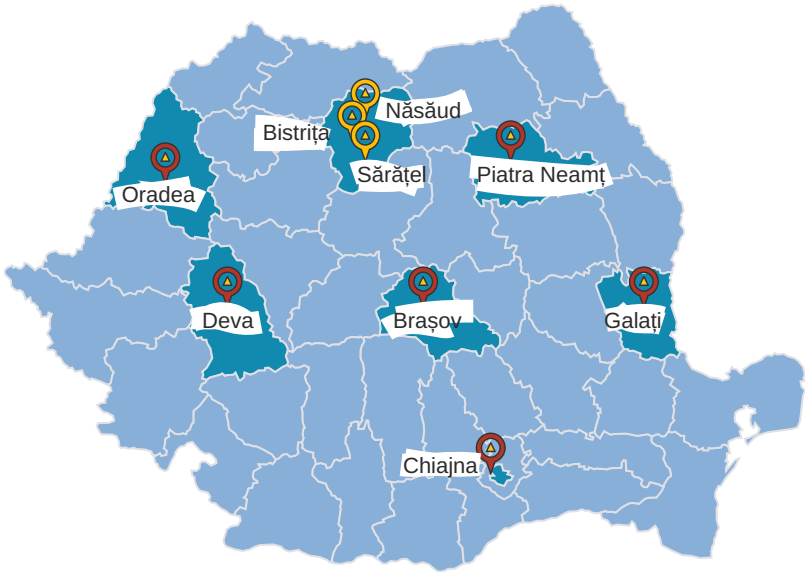 Năsăud
Bistrița
Sărățel
Piatra Neamț
Oradea
Deva
Brașov
Galați
Chiajna